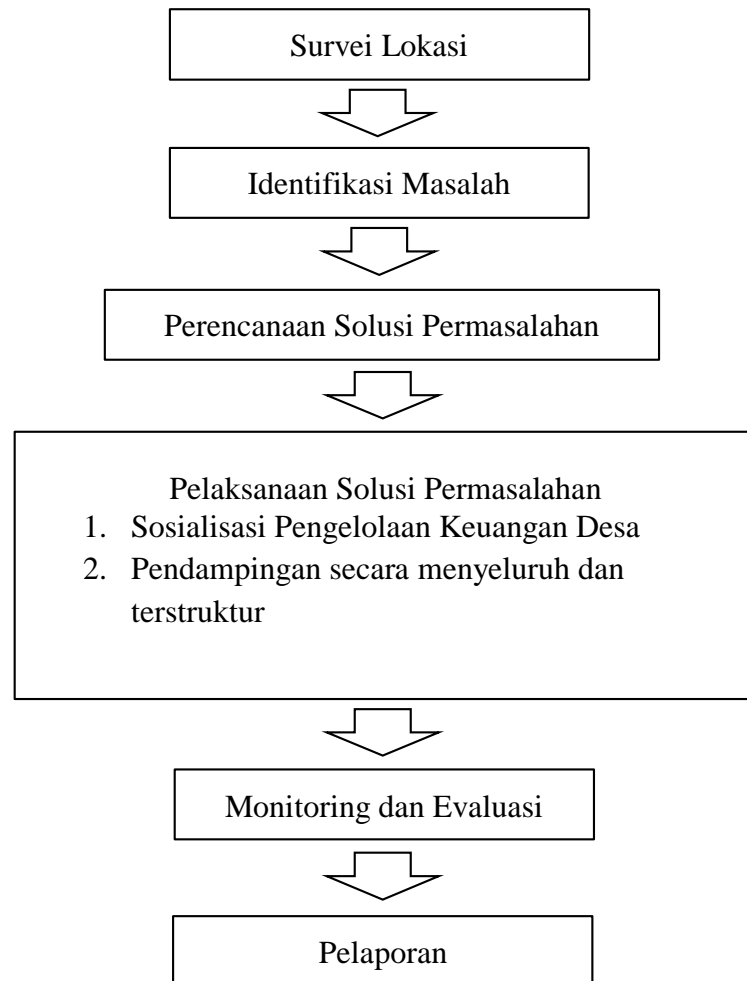 Survei Lokasi
Identifikasi Masalah
Perencanaan Solusi Permasalahan
Pelaksanaan Solusi Permasalahan
1. Sosialisasi Pengelolaan Keuangan Desa
2. Pendampingan secara menyeluruh dan
terstruktur
Monitoring dan Evaluasi
Pelaporan